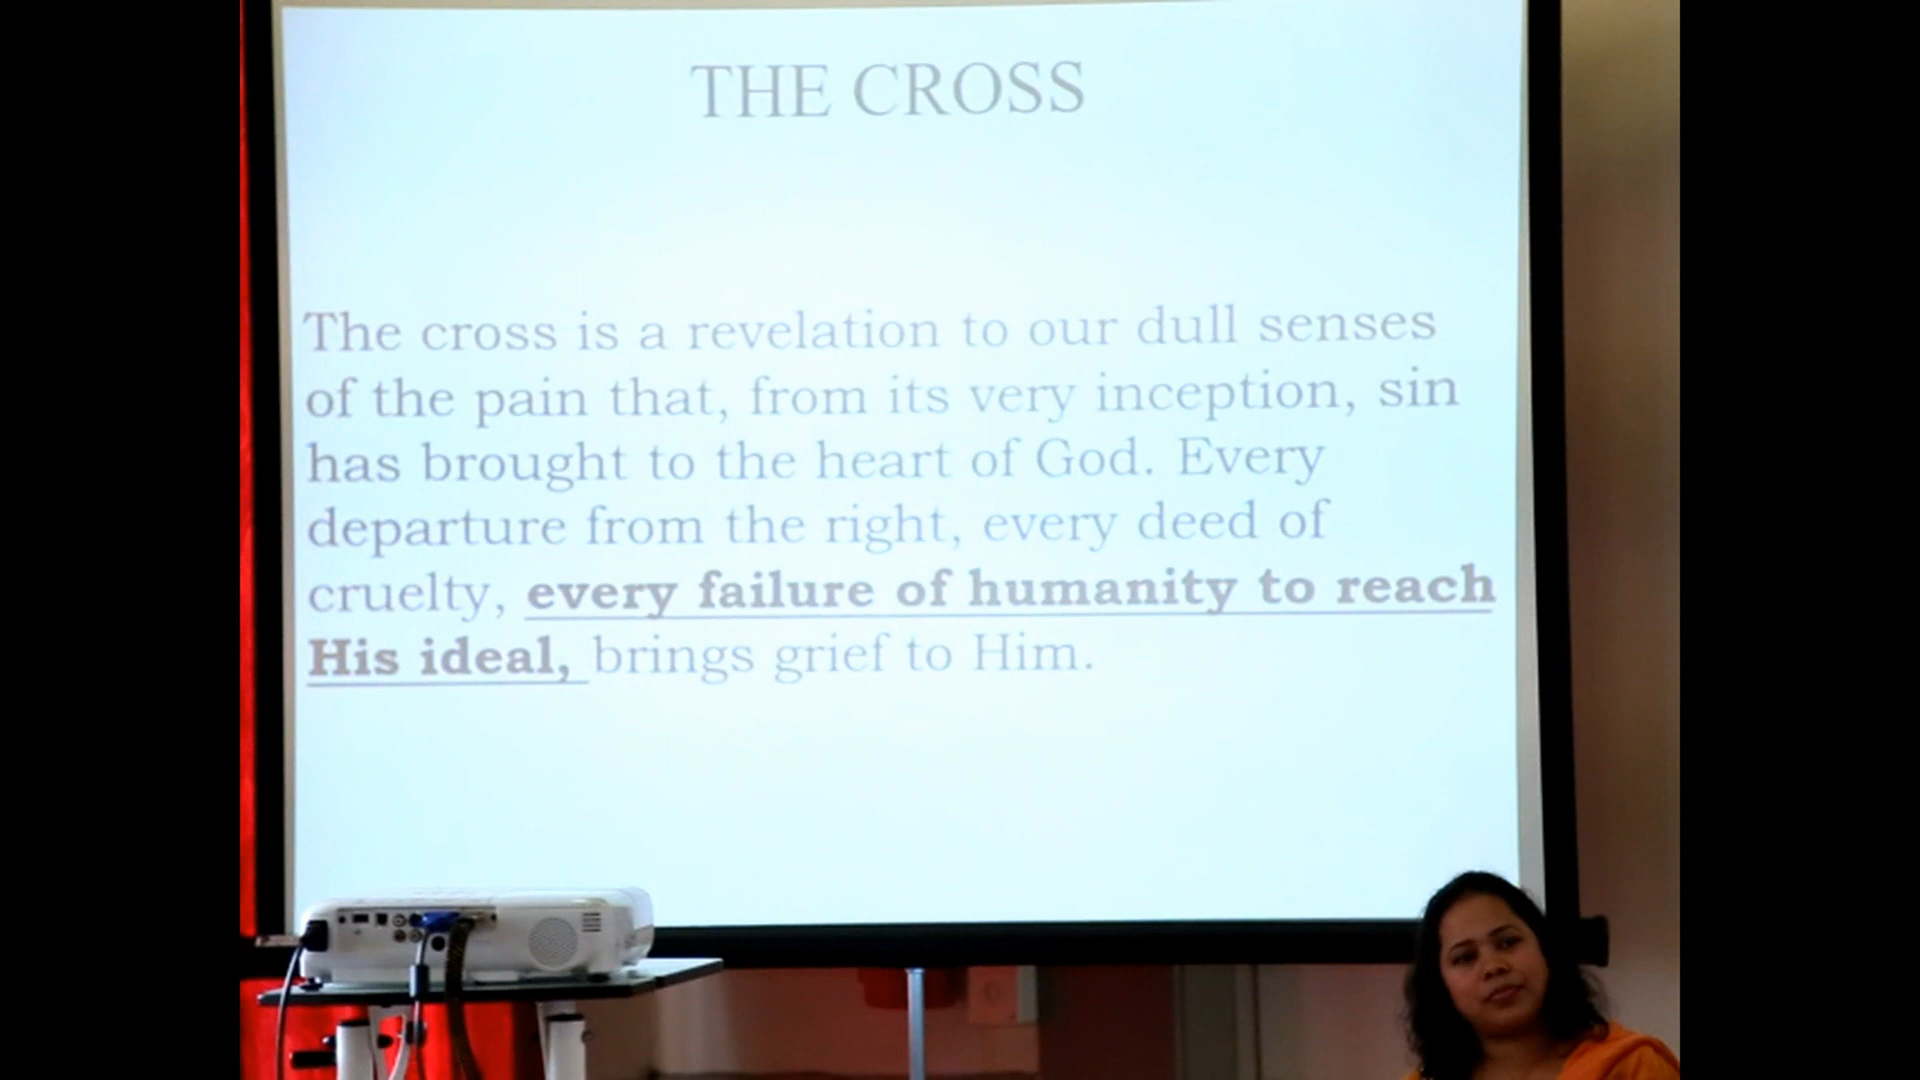 THE CROSS
The cross is a revelation to our dull senses
of the pain that, from its very inception, sin
has brought to the heart of God. Every
departure from the right, every deed of
cruelty, every failure of humanity to reach
His ideal, brings grief to Him.